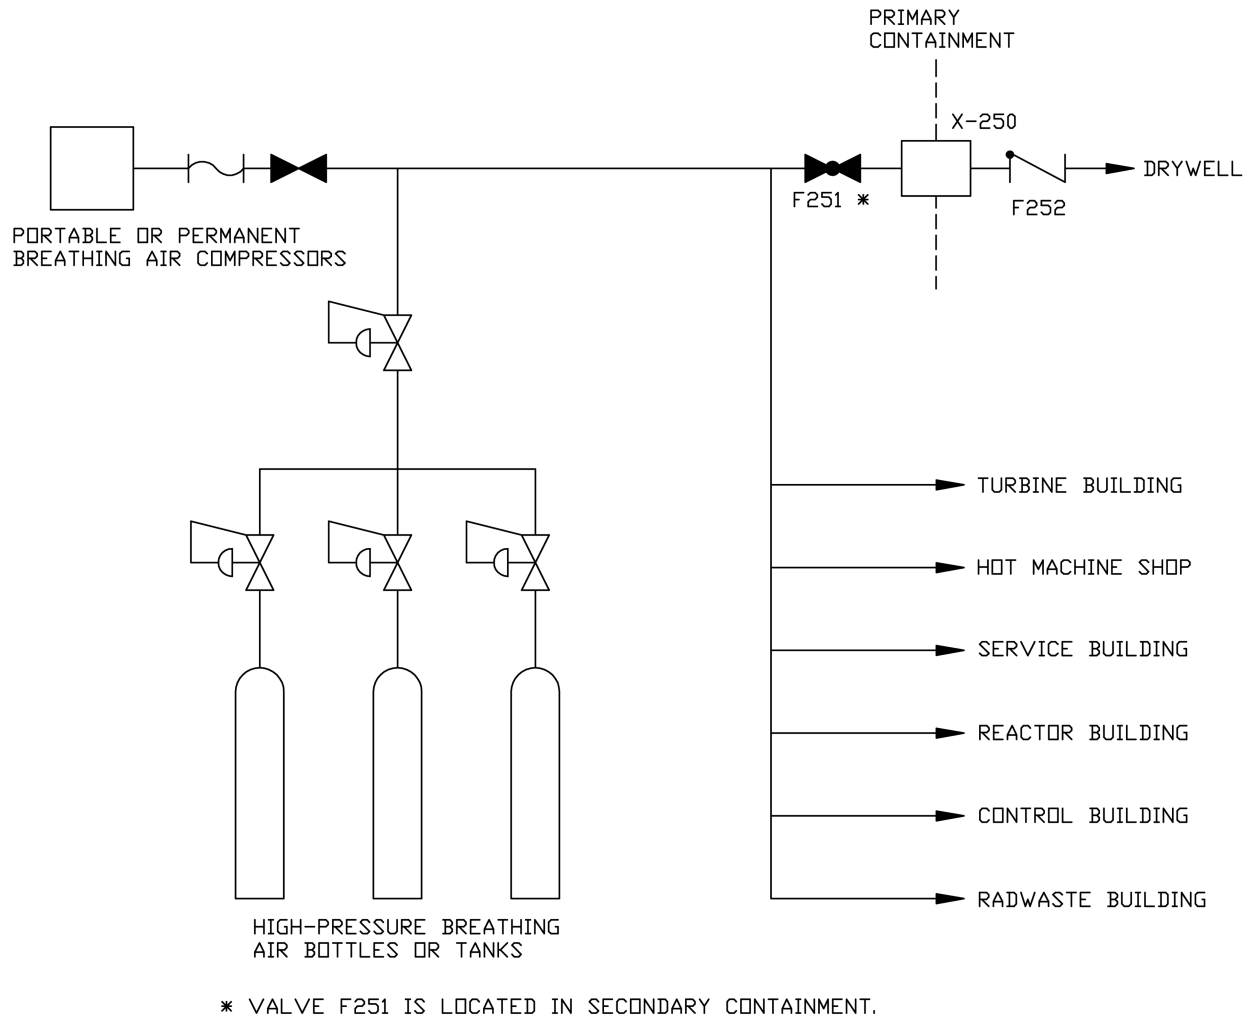 PRIMARY
CONTAINMENT
X-250
DRYWELL
F251 *
F252
PORTABLE OR PERMANENT
BREATHING AIR COMPRESSORS
TURBINE BUILDING
HOT MACHINE SHOP
SERVICE BUILDING
REACTOR BUILDING
CONTROL BUILDING
RADWASTE BUILDING
HIGH-PRESSURE BREATHING
AIR BOTTLES OR TANKS
* VALVE F251 IS LOCATED IN SECONDARY CONTAINMENT.